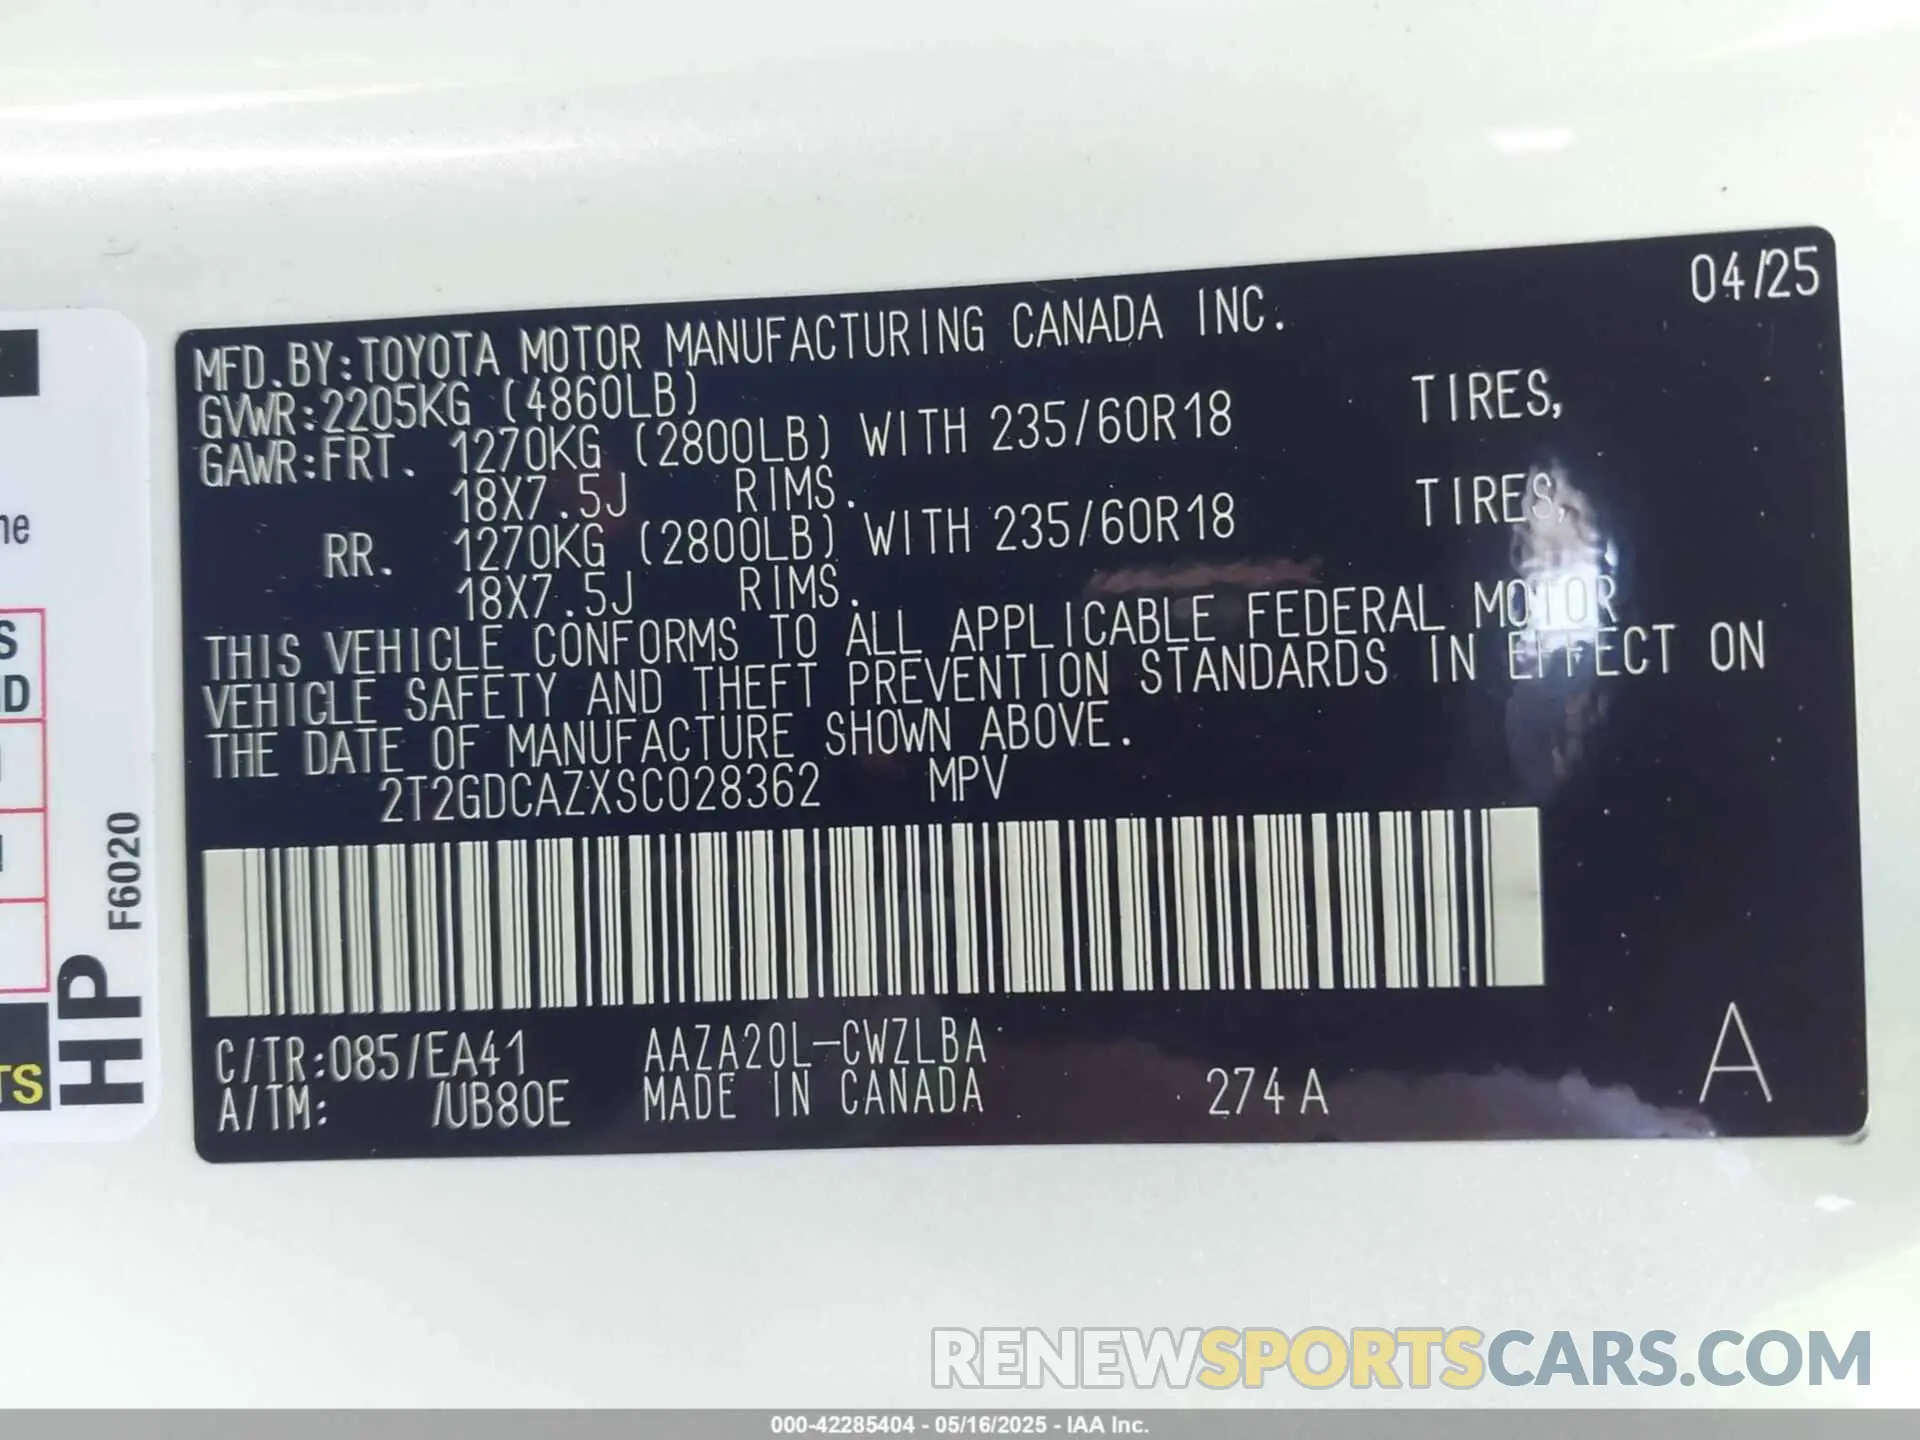 04/25
MFD.BY:TOYOTA MOTOR MANUFACTURING CANADA INC.
GVWR:2205KG (4860LB)
GAWR:FRT. 1270KG (2800LB) WITH 235/60R18 TIRES,
18X7.5J RIMS.
RR. 1270KG (2800LB) WITH 235/60R18 TIRES,
18X7.5J RIMS.
THIS VEHICLE CONFORMS TO ALL APPLICABLE FEDERAL MOTOR
VEHICLE SAFETY AND THEFT PREVENTION STANDARDS IN EFFECT ON
THE DATE OF MANUFACTURE SHOWN ABOVE.
2T2GDCAZXSC028362 MPV
C/TR:085/EA41 AAZA20L-CWZLBA
A/TM: /UB80E MADE IN CANADA 274A A
HP F6020
RENEWSPORTSCARS.COM
000-42285404 - 05/16/2025 - IAA Inc.